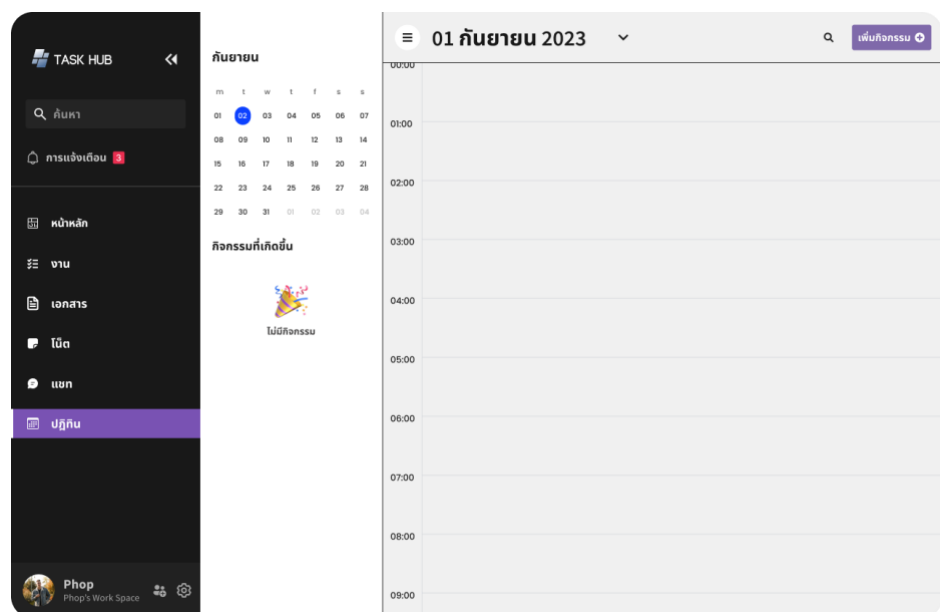 TASK HUB
ค้นหา
การแจ้งเตือน 3
หน้าหลัก
งาน
เอกสาร
โน็ต
แชท
ปฎิทิน
Phop
Phop's Work Space
กันยายน
m t w t f s s
01 02 03 04 05 06 07
08 09 10 11 12 13 14
15 16 17 18 19 20 21
22 23 24 25 26 27 28
29 30 31 01 02 03 04
กิจกรรมที่เกิดขึ้น
ไม่มีกิจกรรม
01 กันยายน 2023
เพิ่มกิจกรรม
00:00
01:00
02:00
03:00
04:00
05:00
06:00
07:00
08:00
09:00